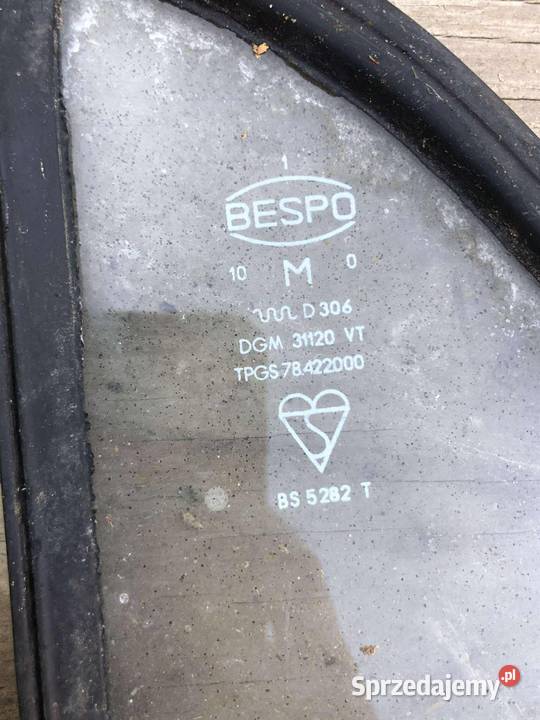 1
BESPO
10 M 0
D 306
DGM 31120 VT
TPGS 78.422000
BS 5282 T
Sprzedajemy.pl